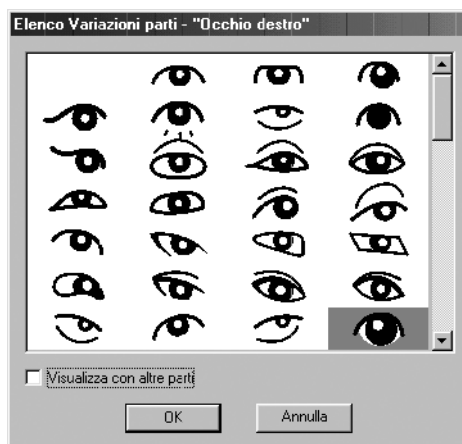 Elenco Variazioni parti - "Occhio destro"
Visualizza con altre parti
OK
Annulla